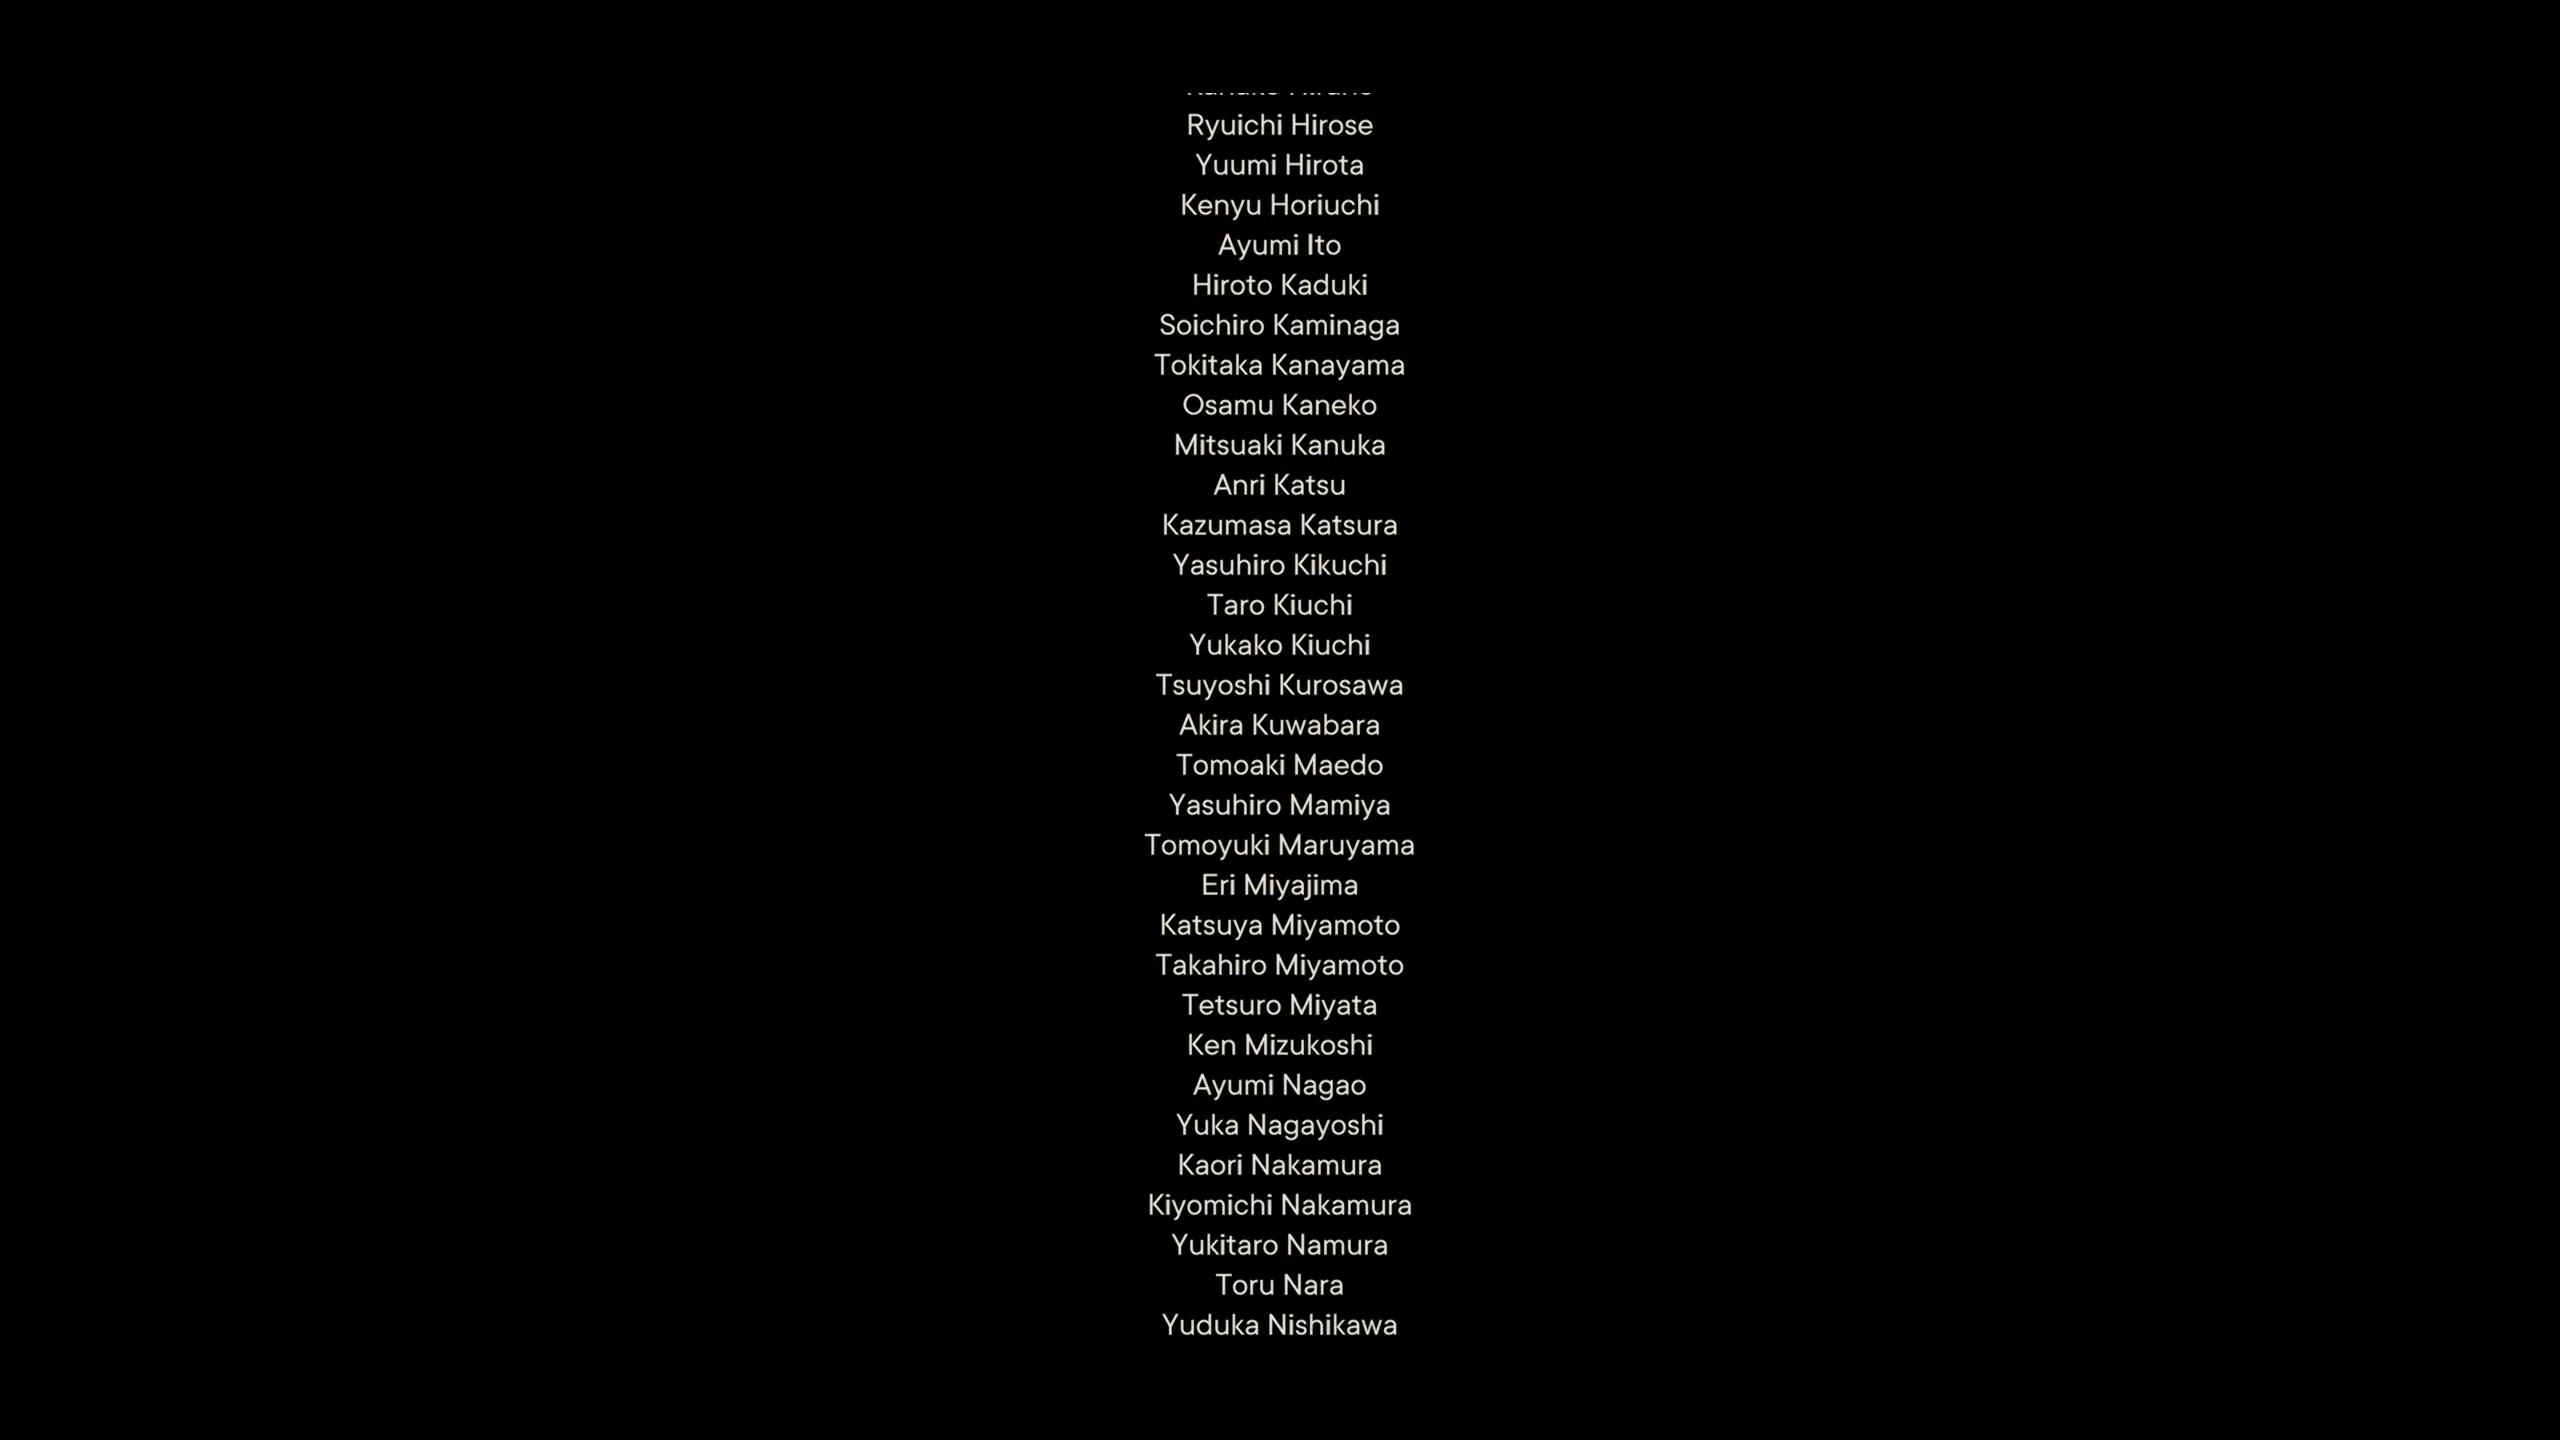 Ryuichi Hirose
Yuumi Hirota
Kenyu Horiuchi
Ayumi Ito
Hiroto Kaduki
Soichiro Kaminaga
Tokitaka Kanayama
Osamu Kaneko
Mitsuaki Kanuka
Anri Katsu
Kazumasa Katsura
Yasuhiro Kikuchi
Taro Kiuchi
Yukako Kiuchi
Tsuyoshi Kurosawa
Akira Kuwabara
Tomoaki Maedo
Yasuhiro Mamiya
Tomoyuki Maruyama
Eri Miyajima
Katsuya Miyamoto
Takahiro Miyamoto
Tetsuro Miyata
Ken Mizukoshi
Ayumi Nagao
Yuka Nagayoshi
Kaori Nakamura
Kiyomichi Nakamura
Yukitaro Namura
Toru Nara
Yuduka Nishikawa